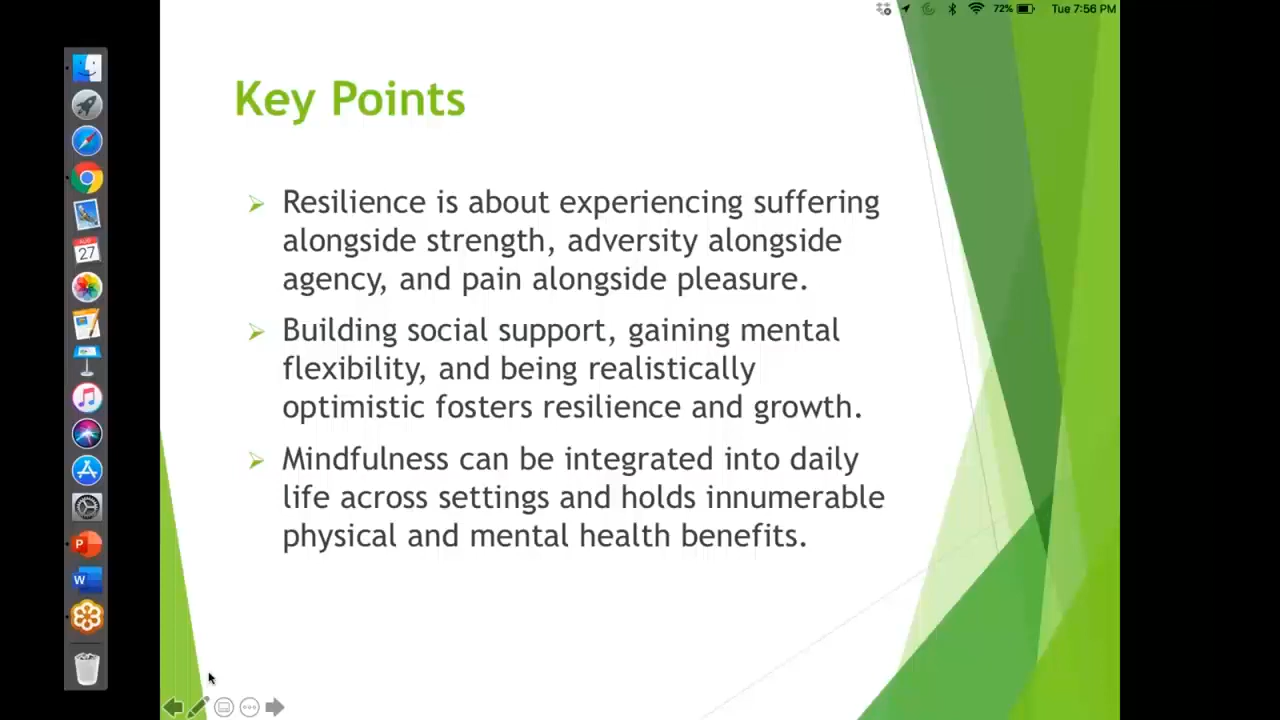 72% Tue 7:56 PM
Key Points
Resilience is about experiencing suffering
alongside strength, adversity alongside
agency, and pain alongside pleasure.
Building social support, gaining mental
flexibility, and being realistically
optimistic fosters resilience and growth.
Mindfulness can be integrated into daily
life across settings and holds innumerable
physical and mental health benefits.
AUG
27
P
W